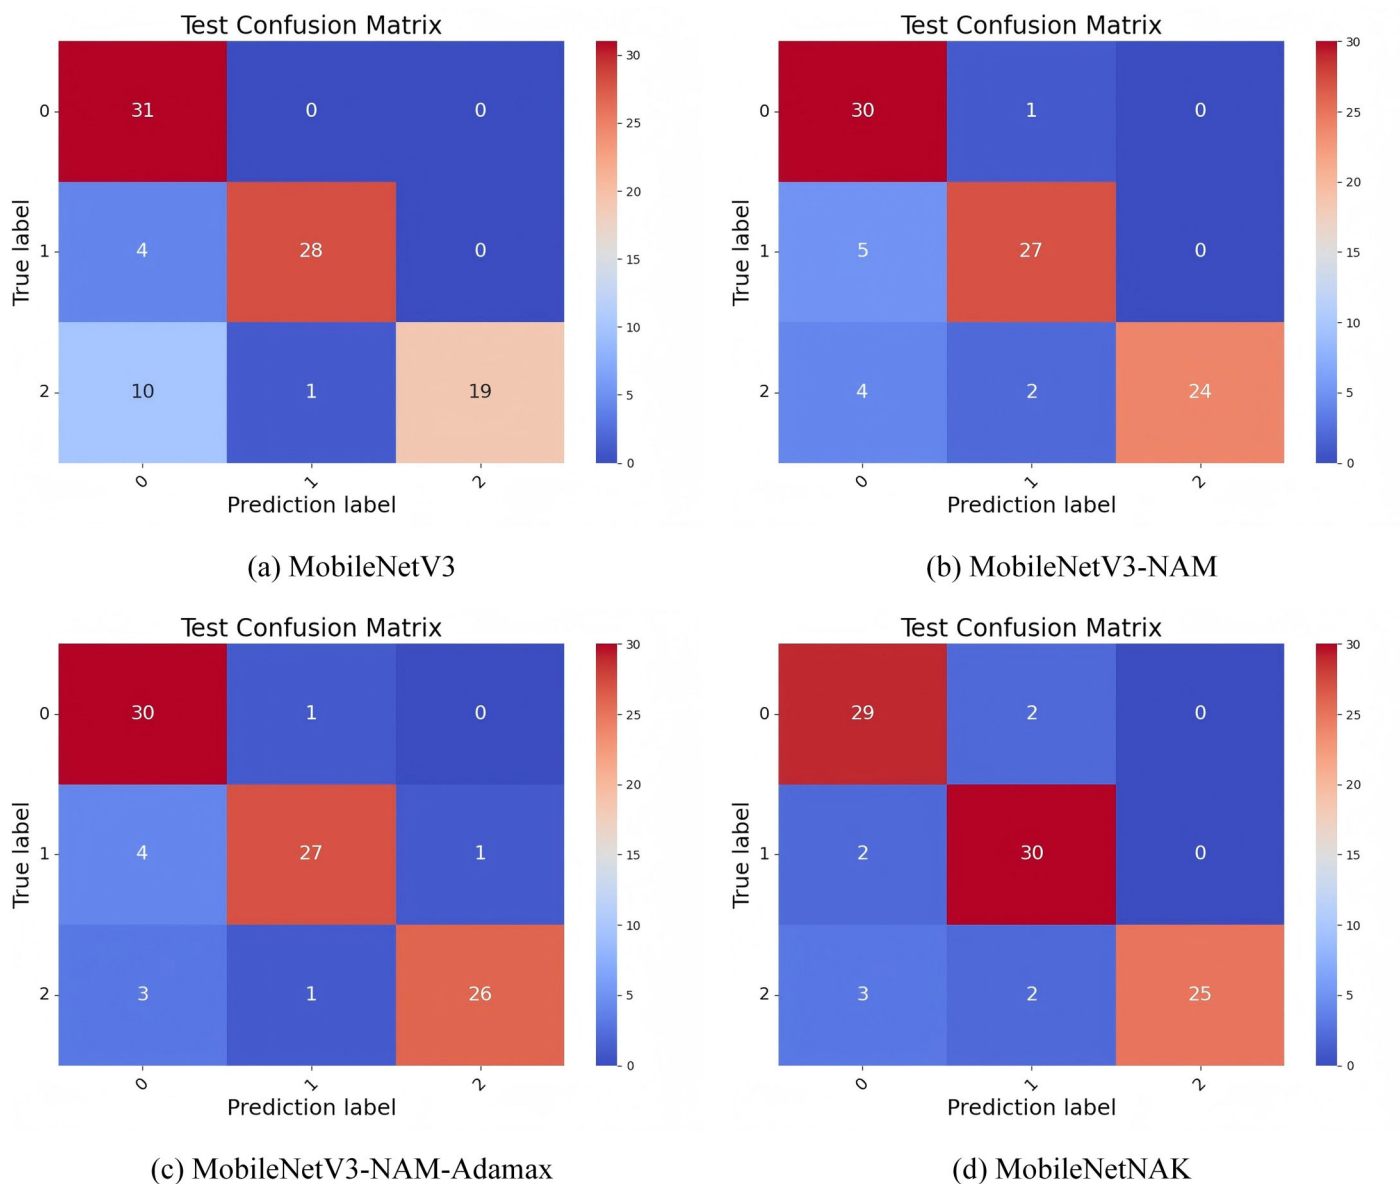 Test Confusion Matrix
0 31 0 0
1 4 28 0
2 10 1 19
0 1 2
True label
Prediction label
30
25
20
15
10
5
0
(a) MobileNetV3
Test Confusion Matrix
0 30 1 0
1 5 27 0
2 4 2 24
0 1 2
True label
Prediction label
30
25
20
15
10
5
0
(b) MobileNetV3-NAM
Test Confusion Matrix
0 30 1 0
1 4 27 1
2 3 1 26
0 1 2
True label
Prediction label
30
25
20
15
10
5
0
(c) MobileNetV3-NAM-Adamax
Test Confusion Matrix
0 29 2 0
1 2 30 0
2 3 2 25
0 1 2
True label
Prediction label
30
25
20
15
10
5
0
(d) MobileNetNAK